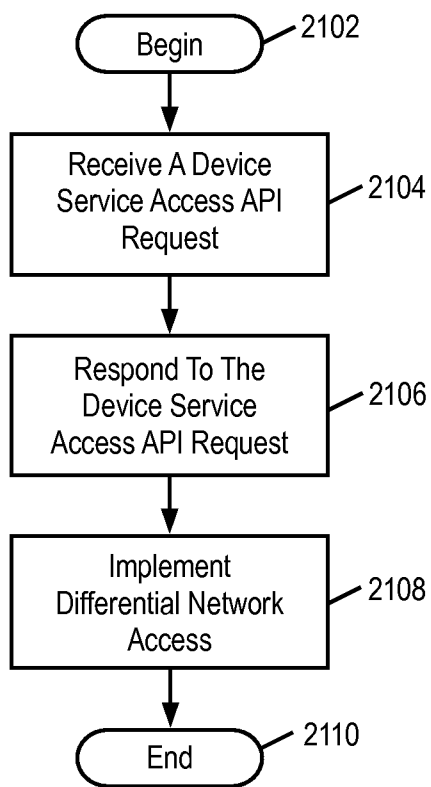 Begin
2102
Receive A Device
Service Access API
Request
2104
Respond To The
Device Service
Access API Request
2106
Implement
Differential Network
Access
2108
End
2110